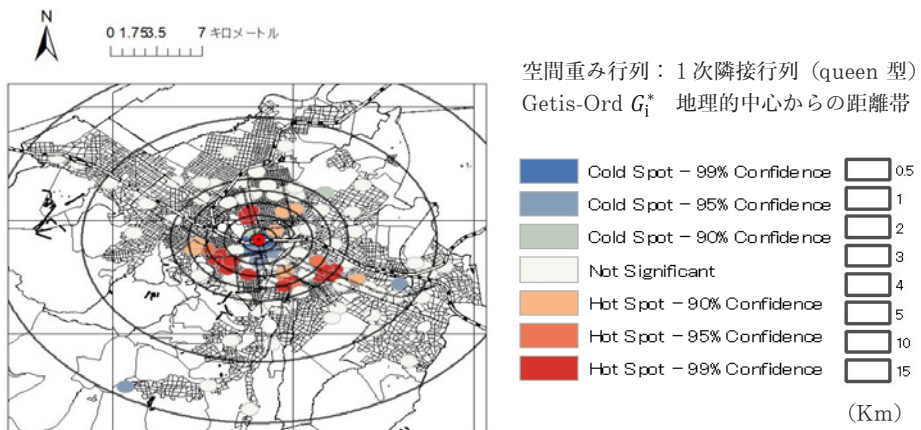 N
0 1.753.5 7 キロメートル
空間重み行列：1次隣接行列（queen 型）
Getis-Ord G*i 地理的中心からの距離帯
Cold Spot – 99% Confidence
Cold Spot – 95% Confidence
Cold Spot – 90% Confidence
Not Significant
Hot Spot – 90% Confidence
Hot Spot – 95% Confidence
Hot Spot – 99% Confidence
0.5
1
2
3
4
5
10
15
(Km)